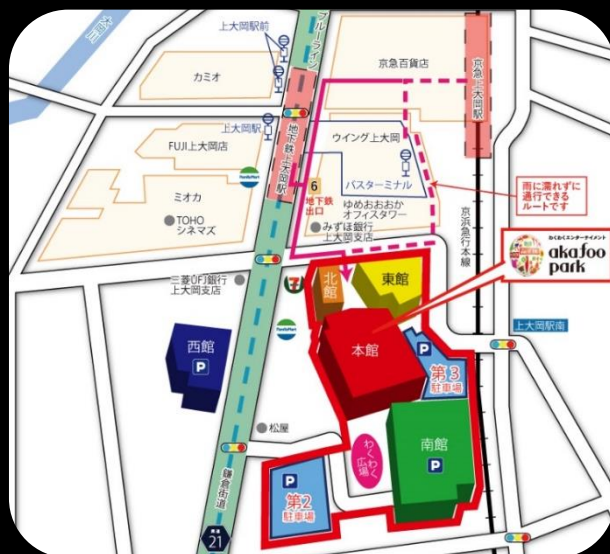 上大岡駅前
ブルーライン
京急百貨店
カミオ
京急上大岡駅
上大岡駅
FUJI上大岡店
地下鉄上大岡駅
ウイング上大岡
バスターミナル
FamilyMart
ミオカ
TOHO
シネマズ
6
地下鉄
出口
ゆめおおおか
オフィスタワー
みずほ銀行
上大岡支店
雨に濡れずに
通行できる
ルートです
京浜急行本線
わくわくエンターテイメント
akafoo
park
三菱UFJ銀行
上大岡支店
7
北館
東館
FamilyMart
上大岡駅南
西館
P
本館
P
第3
駐車場
松屋
わくわく
広場
南館
P
P
第2
駐車場
鎌倉街道
21